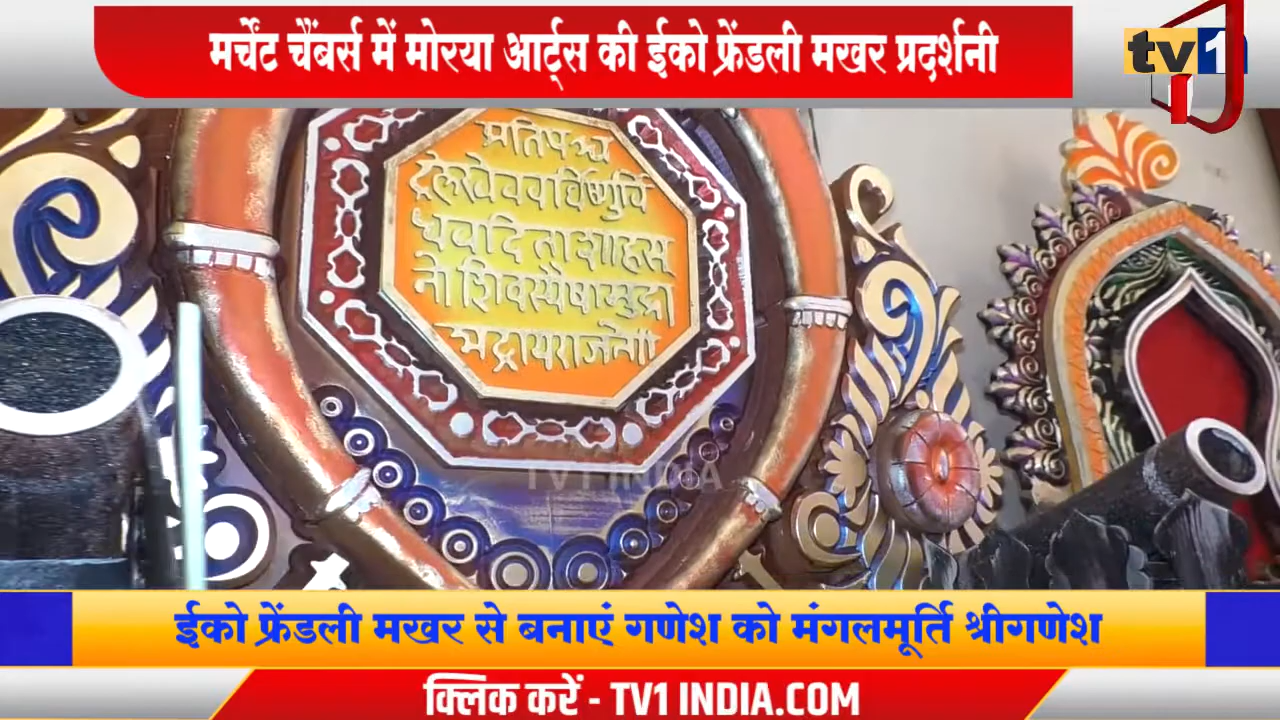 मर्चेंट चैंबर्स में मोरया आर्ट्स की ईको फ्रेंडली मखर प्रदर्शनी
tv1
प्रतिपच्च
द्रलेखेववर्विष्णुर्वि
श्ववंदिताशाहसू
नोशिवस्यैषामुद्रा
भद्रायराजते॥
TV1 INDIA
ईको फ्रेंडली मखर से बनाएं गणेश को मंगलमूर्ति श्रीगणेश
क्लिक करें - TV1 INDIA.COM